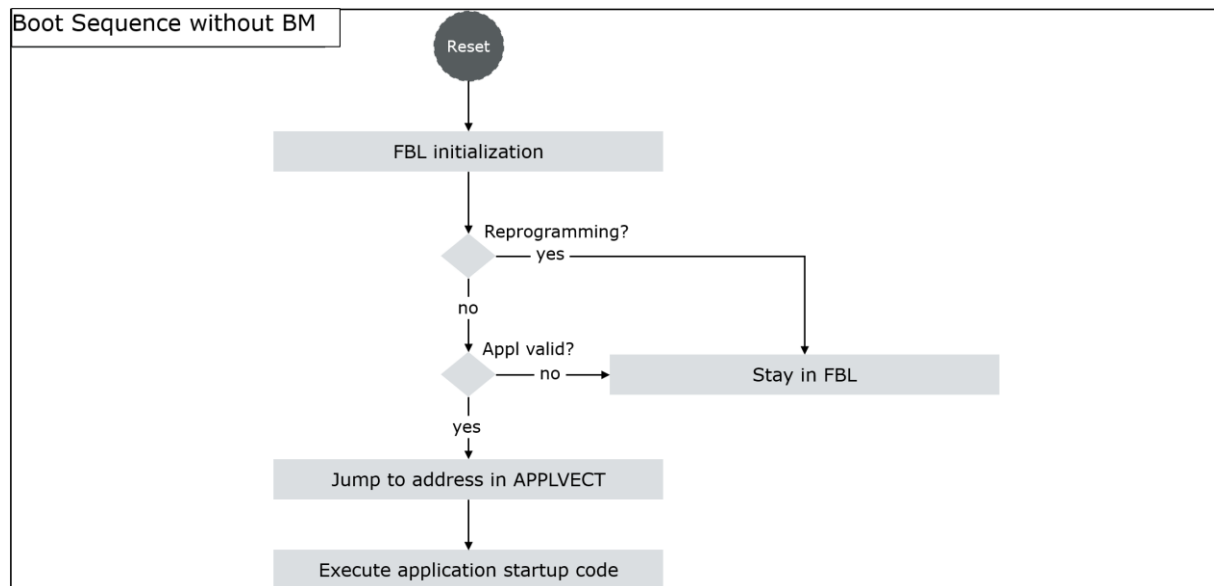 Boot Sequence without BM
Reset
FBL initialization
Reprogramming?
yes
no
Appl valid?
no
Stay in FBL
yes
Jump to address in APPLVECT
Execute application startup code